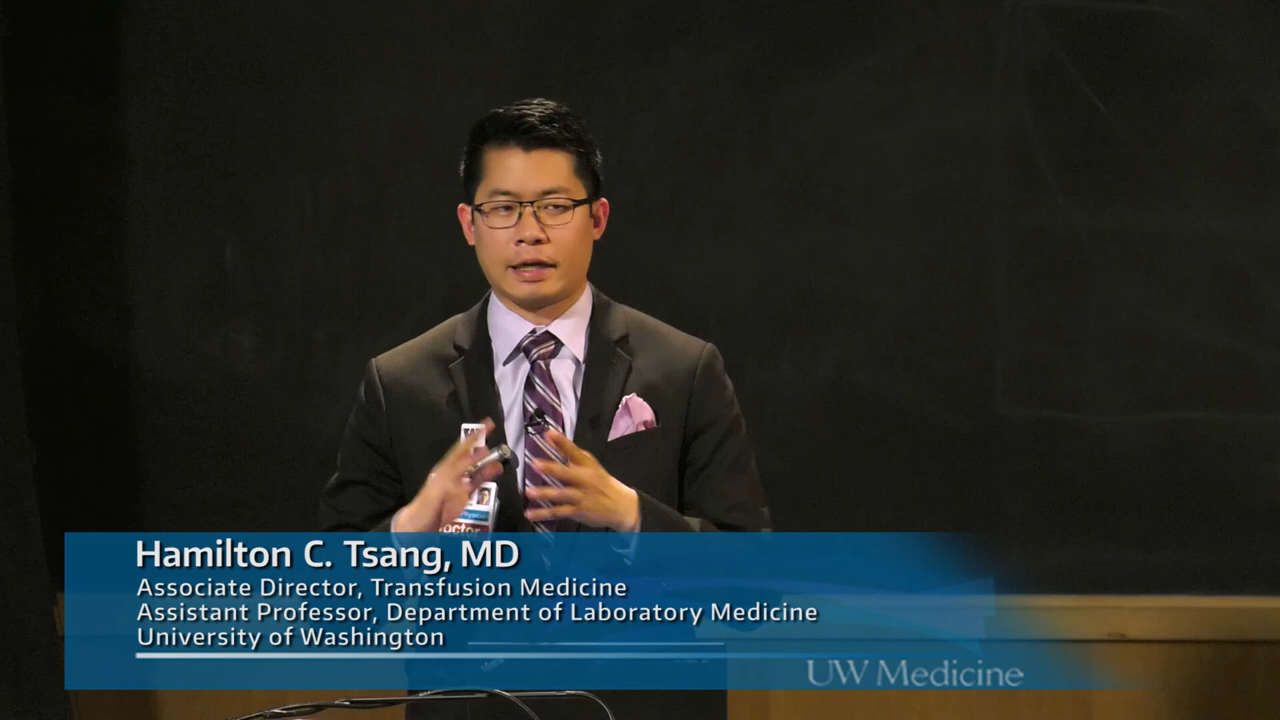 Hamilton C. Tsang, MD
Associate Director, Transfusion Medicine
Assistant Professor, Department of Laboratory Medicine
University of Washington
UW Medicine